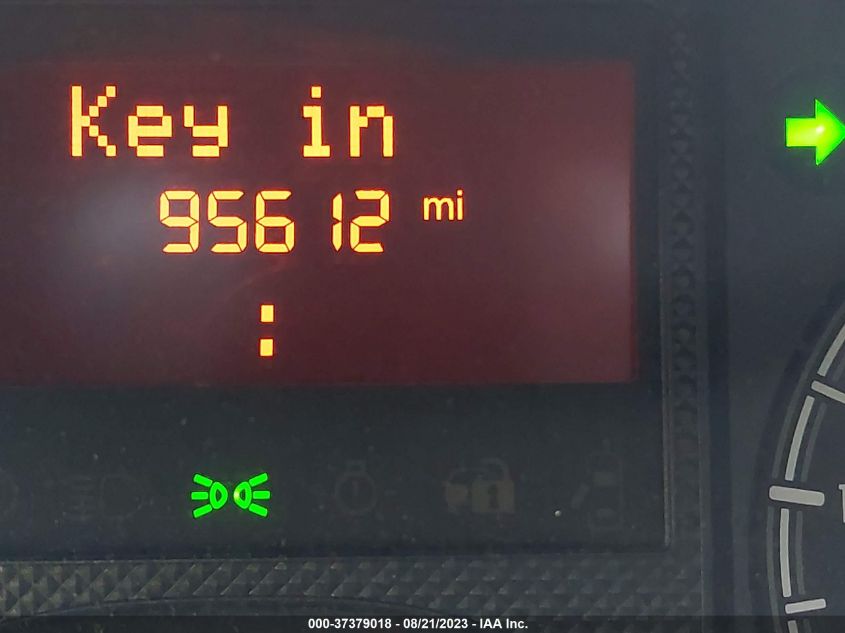 Key in
95612 mi
:
000-37379018 - 08/21/2023 - IAA Inc.